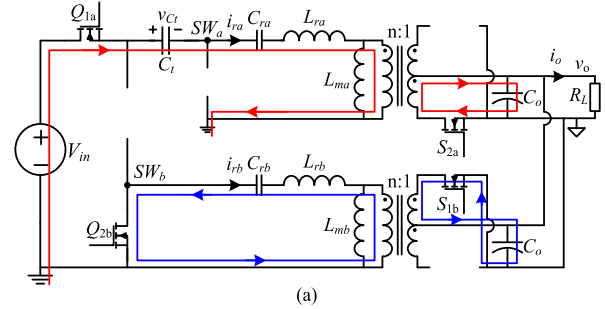 Q1a
vCt
+ −
Ct
SWa
ira
Cra
Lra
n:1
Lma
io
vo
Co
RL
S2a
+
−
Vin
SWb
irb
Crb
Lrb
n:1
Q2b
Lmb
S1b
Co
(a)